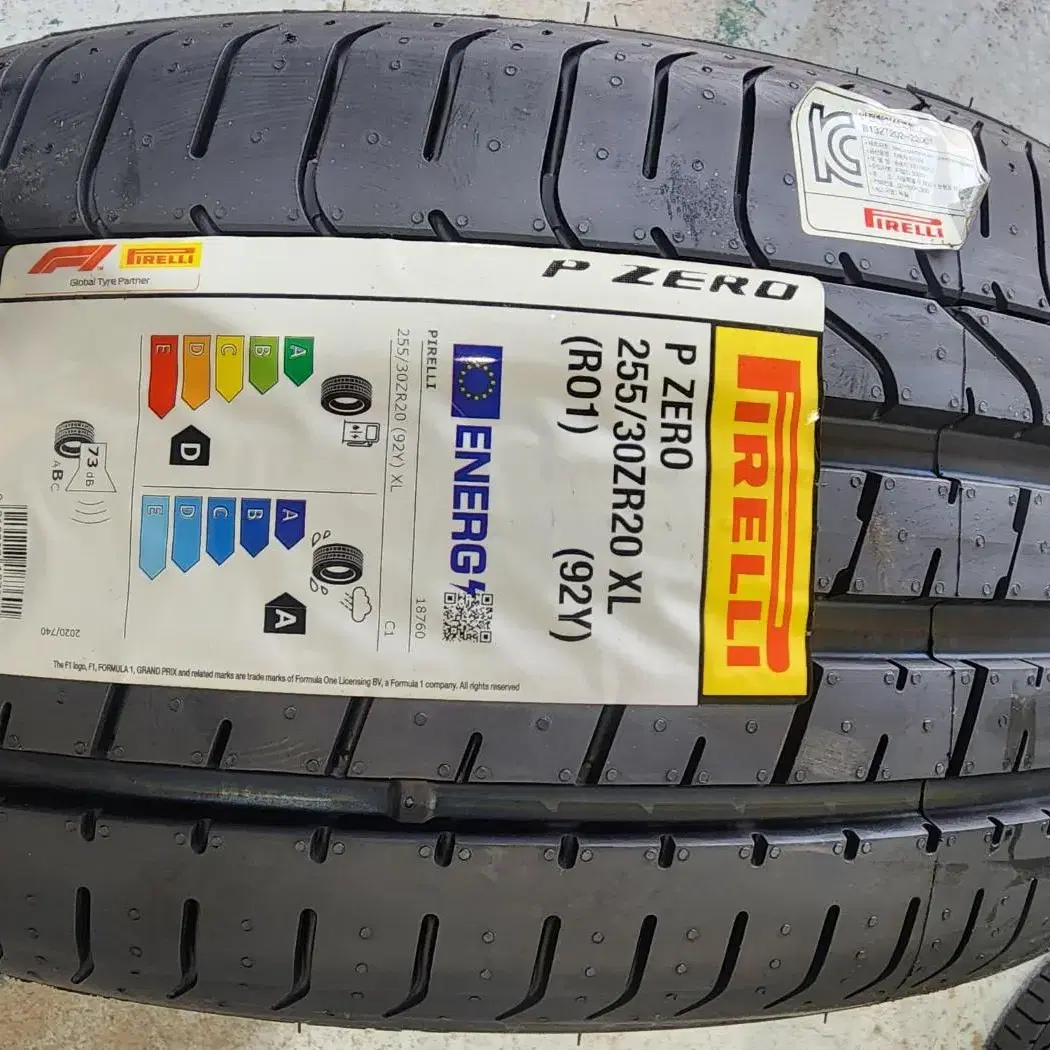 F1
PIRELLI
Global Tyre Partner
P ZERO
PIRELLI
P ZERO
255/30ZR20 XL
(R01) (92Y)
ENERG
PIRELLI 18760
255/30ZR20 (92Y) XL C1
A
B
C
D
E
D
A
B
C
D
E
A
73 dB
ABC
2020/740
The F1 logo, F1, FORMULA 1, GRAND PRIX and related marks are trade marks of Formula One Licensing BV, a Formula 1 company. All rights reserved
KC
PIRELLI